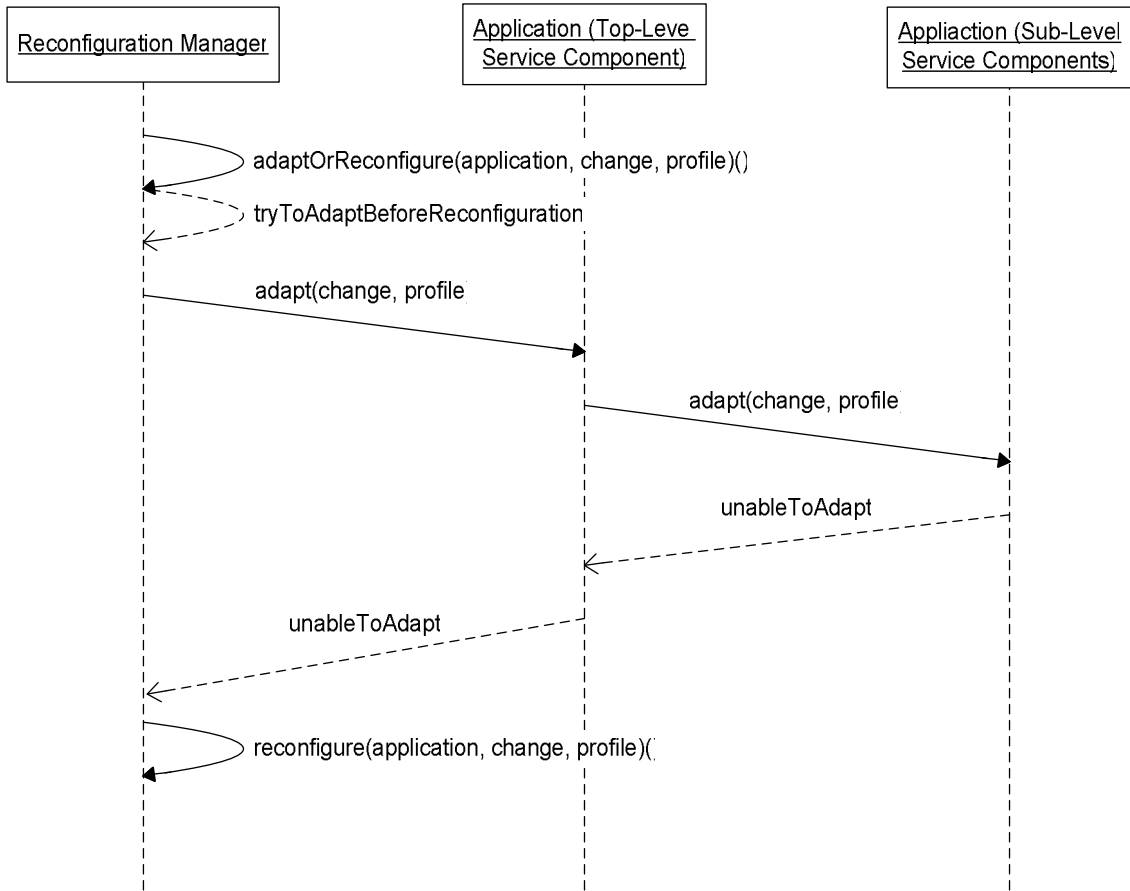 Reconfiguration Manager
Application (Top-Leve
Service Component)
Appliaction (Sub-Level
Service Components)
adaptOrReconfigure(application, change, profile)()
tryToAdaptBeforeReconfiguration
adapt(change, profile)
adapt(change, profile)
unableToAdapt
unableToAdapt
reconfigure(application, change, profile)()